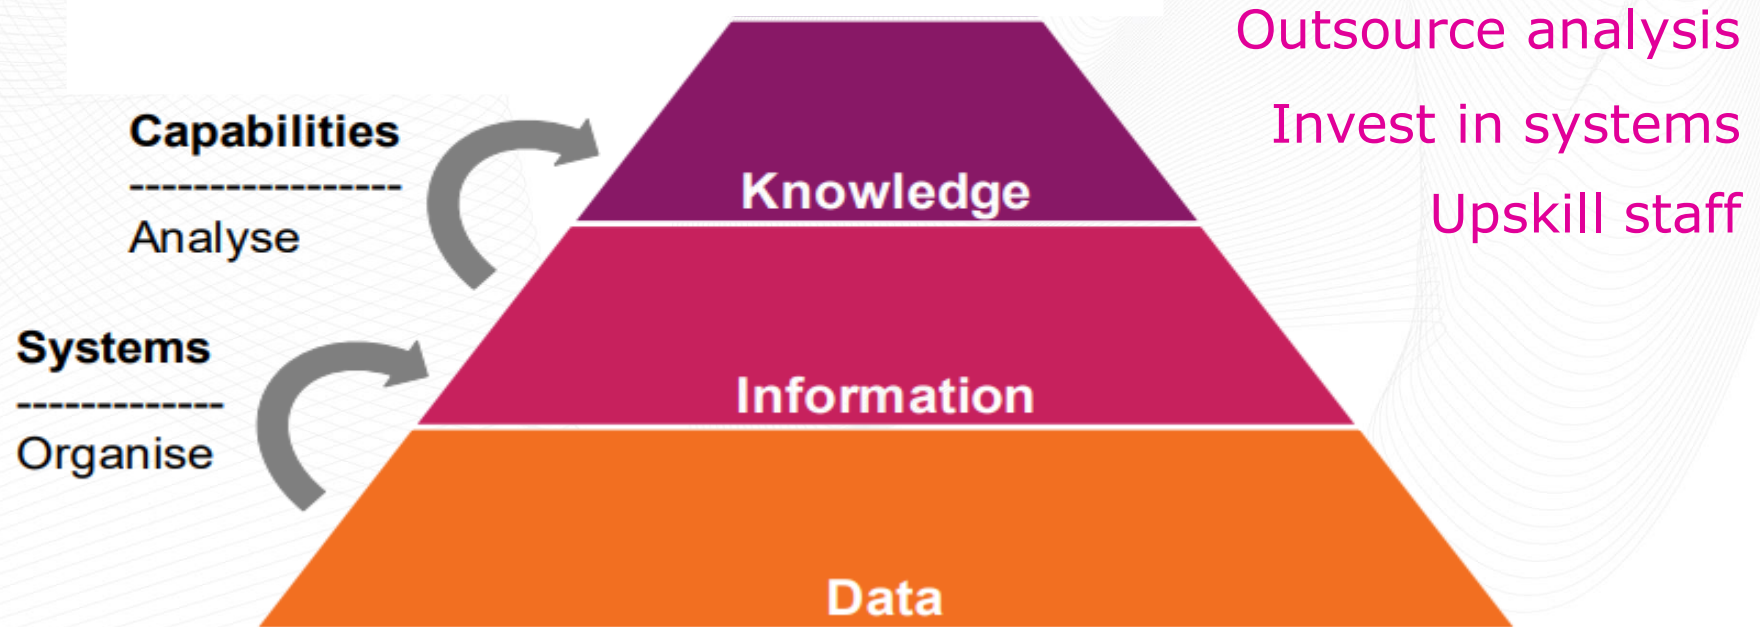 Outsource analysis
Invest in systems
Upskill staff
Capabilities
-----------------
Analyse
Systems
-------------
Organise
Knowledge
Information
Data